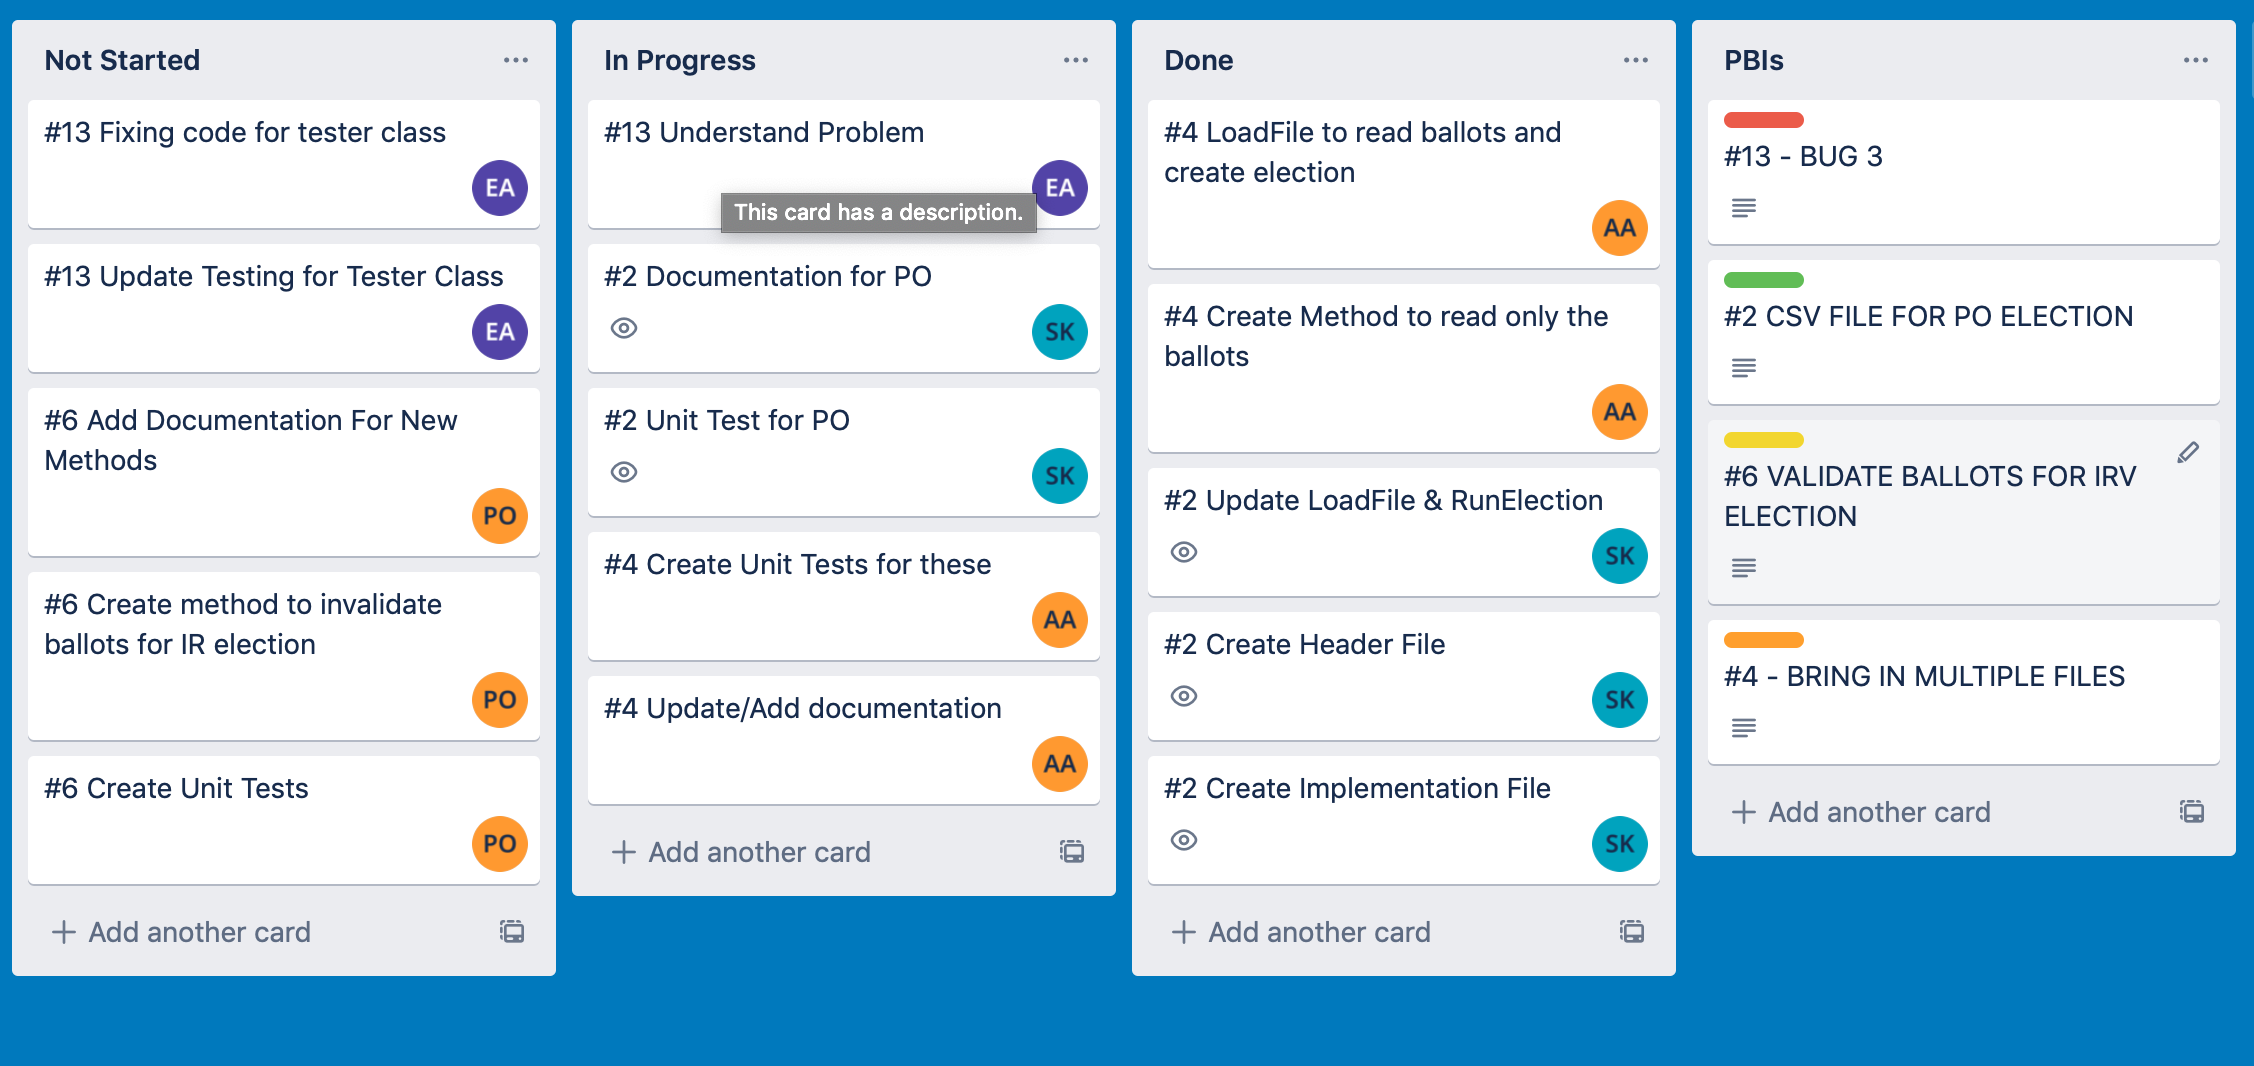 Not Started
#13 Fixing code for tester class
EA
#13 Update Testing for Tester Class
EA
#6 Add Documentation For New
Methods
PO
#6 Create method to invalidate
ballots for IR election
PO
#6 Create Unit Tests
PO
Add another card
In Progress
#13 Understand Problem
EA
This card has a description.
#2 Documentation for PO
SK
#2 Unit Test for PO
SK
#4 Create Unit Tests for these
AA
#4 Update/Add documentation
AA
Add another card
Done
#4 LoadFile to read ballots and
create election
AA
#4 Create Method to read only the
ballots
AA
#2 Update LoadFile & RunElection
SK
#2 Create Header File
SK
#2 Create Implementation File
SK
Add another card
PBIs
#13 - BUG 3
#2 CSV FILE FOR PO ELECTION
#6 VALIDATE BALLOTS FOR IRV
ELECTION
#4 - BRING IN MULTIPLE FILES
Add another card